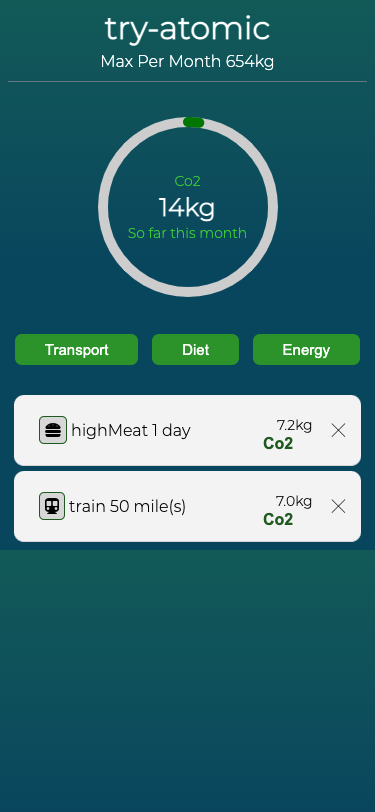 try-atomic
Max Per Month 654kg
Co2
14kg
So far this month
Transport Diet Energy
highMeat 1 day 7.2kg
Co2
train 50 mile(s) 7.0kg
Co2